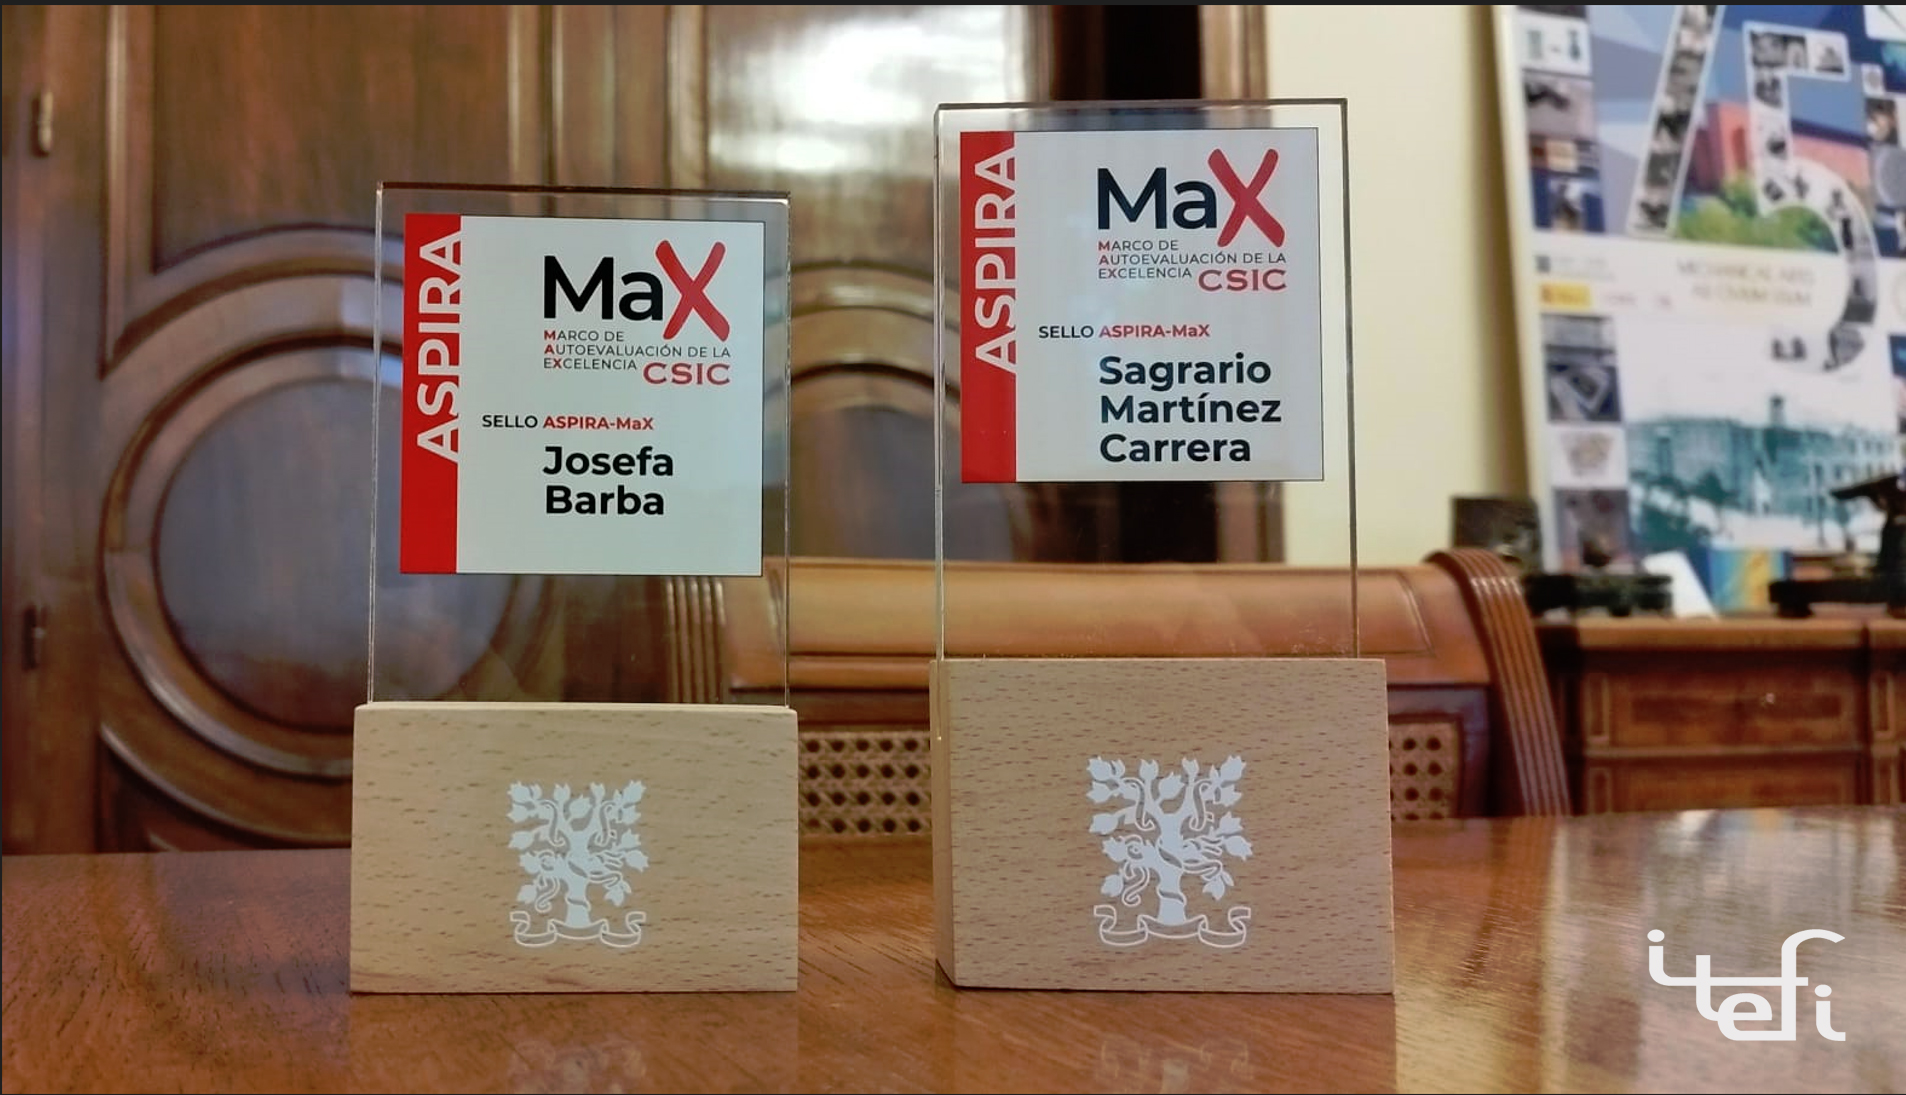 ASPIRA
MaX
MARCO DE
AUTOEVALUACIÓN DE LA
EXCELENCIA CSIC
SELLO ASPIRA-MaX
Josefa
Barba
ASPIRA
MaX
MARCO DE
AUTOEVALUACIÓN DE LA
EXCELENCIA CSIC
SELLO ASPIRA-MaX
Sagrario
Martínez
Carrera
75
itefi